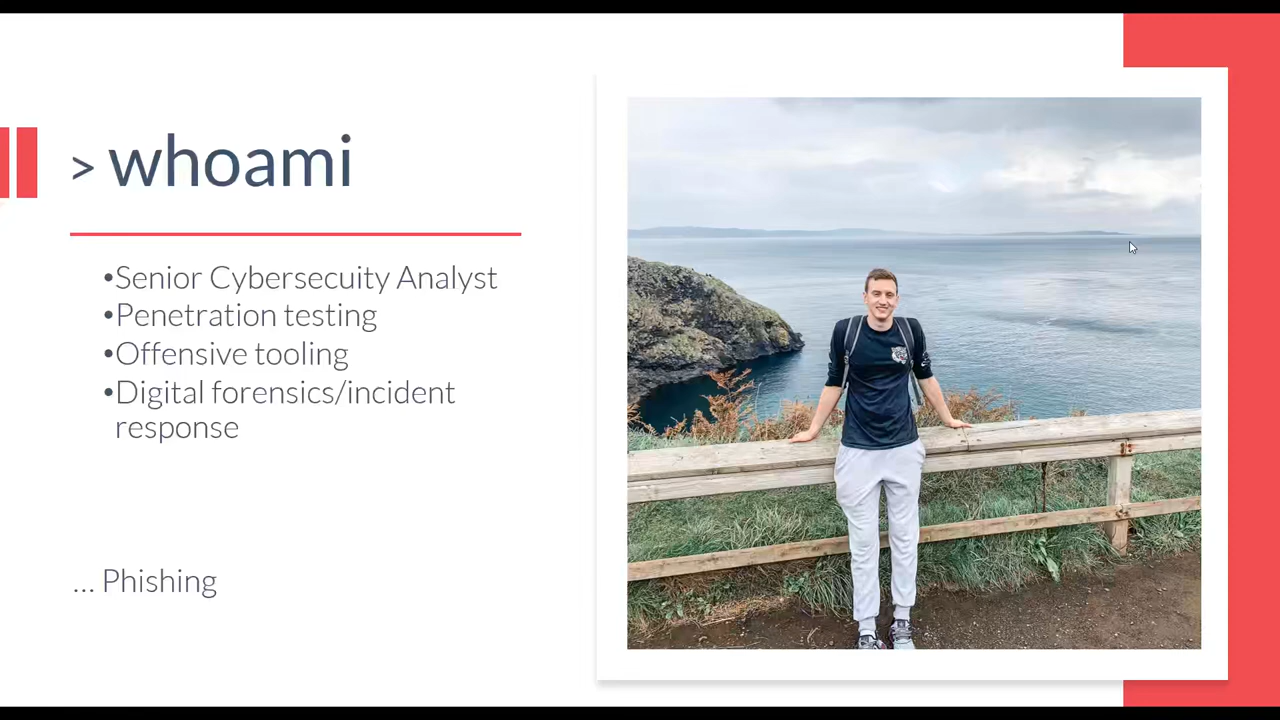 > whoami
•Senior Cybersecuity Analyst
•Penetration testing
•Offensive tooling
•Digital forensics/incident
response
... Phishing